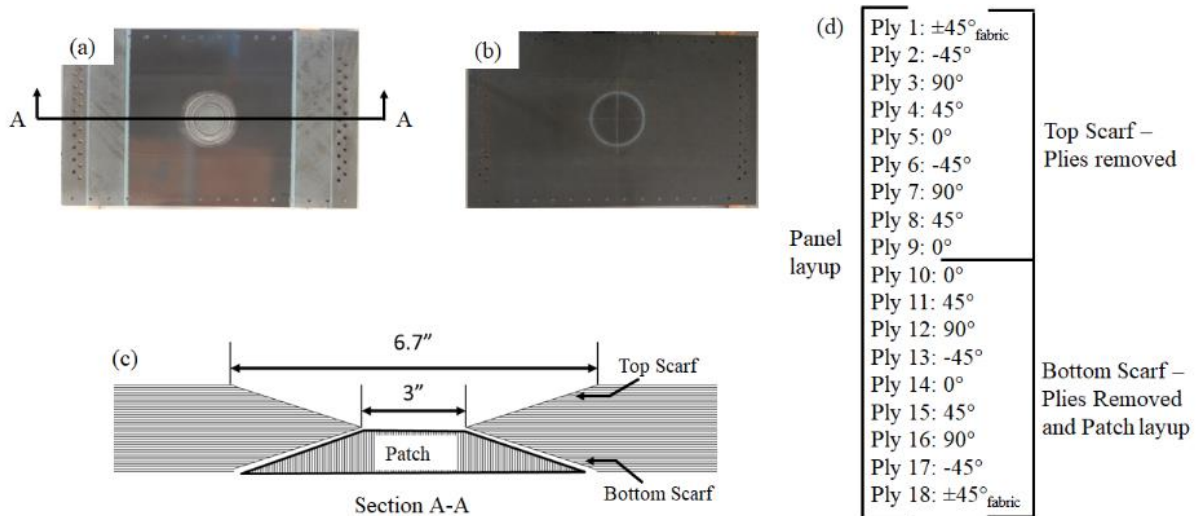 (a)
A
A
(b)
(c)
6.7”
3”
Top Scarf
Patch
Bottom Scarf
Section A-A
(d)
Panel
layup
Ply 1: ±45°fabric
Ply 2: -45°
Ply 3: 90°
Ply 4: 45°
Ply 5: 0°
Ply 6: -45°
Ply 7: 90°
Ply 8: 45°
Ply 9: 0°
Ply 10: 0°
Ply 11: 45°
Ply 12: 90°
Ply 13: -45°
Ply 14: 0°
Ply 15: 45°
Ply 16: 90°
Ply 17: -45°
Ply 18: ±45°fabric
Top Scarf –
Plies removed
Bottom Scarf –
Plies Removed
and Patch layup